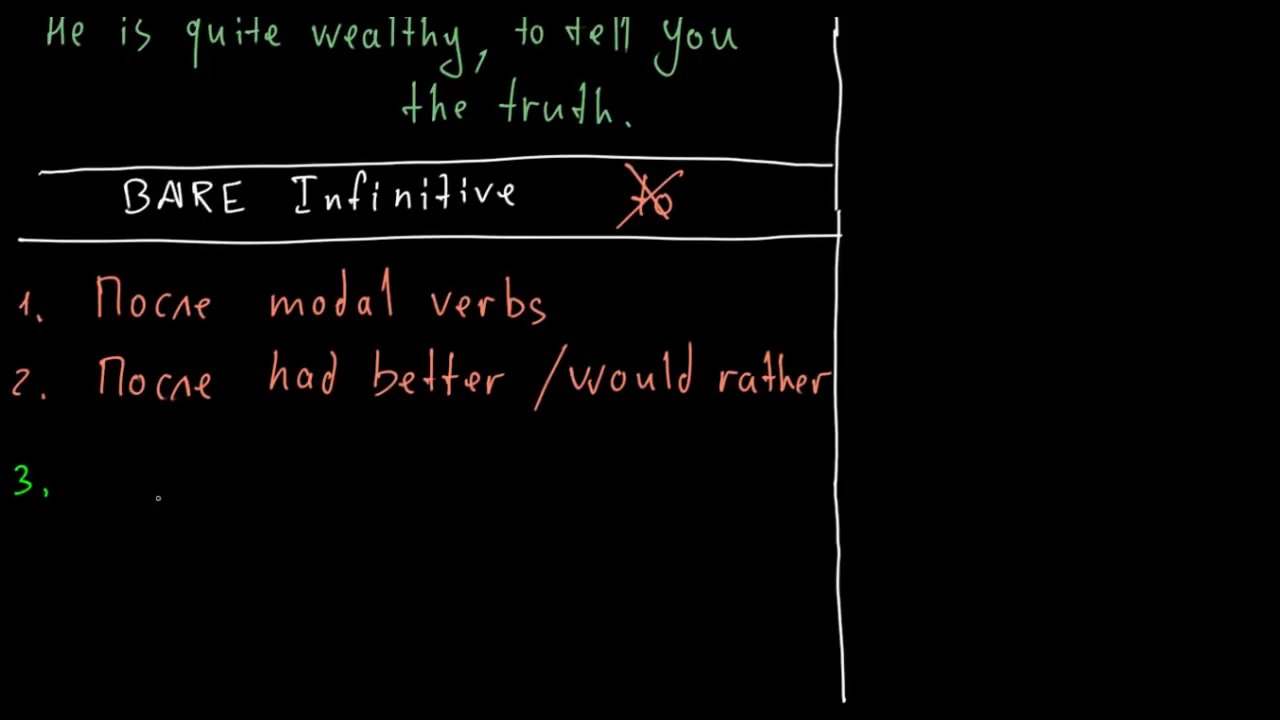 He is quite wealthy, to tell you
the truth.
BARE Infinitive to
1. После modal verbs
2. После had better / would rather
3.